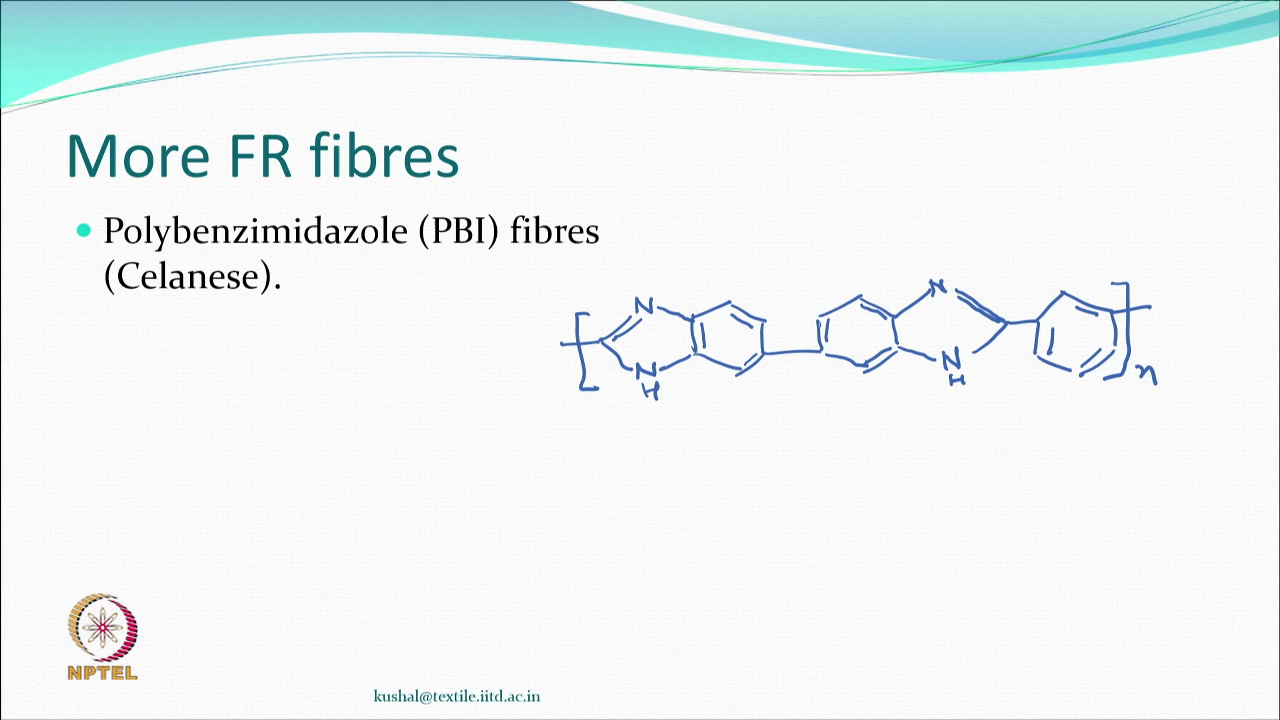 More FR fibres
Polybenzimidazole (PBI) fibres
(Celanese).
N
N
H
N
N
H
n
NPTEL
kushal@textile.iitd.ac.in